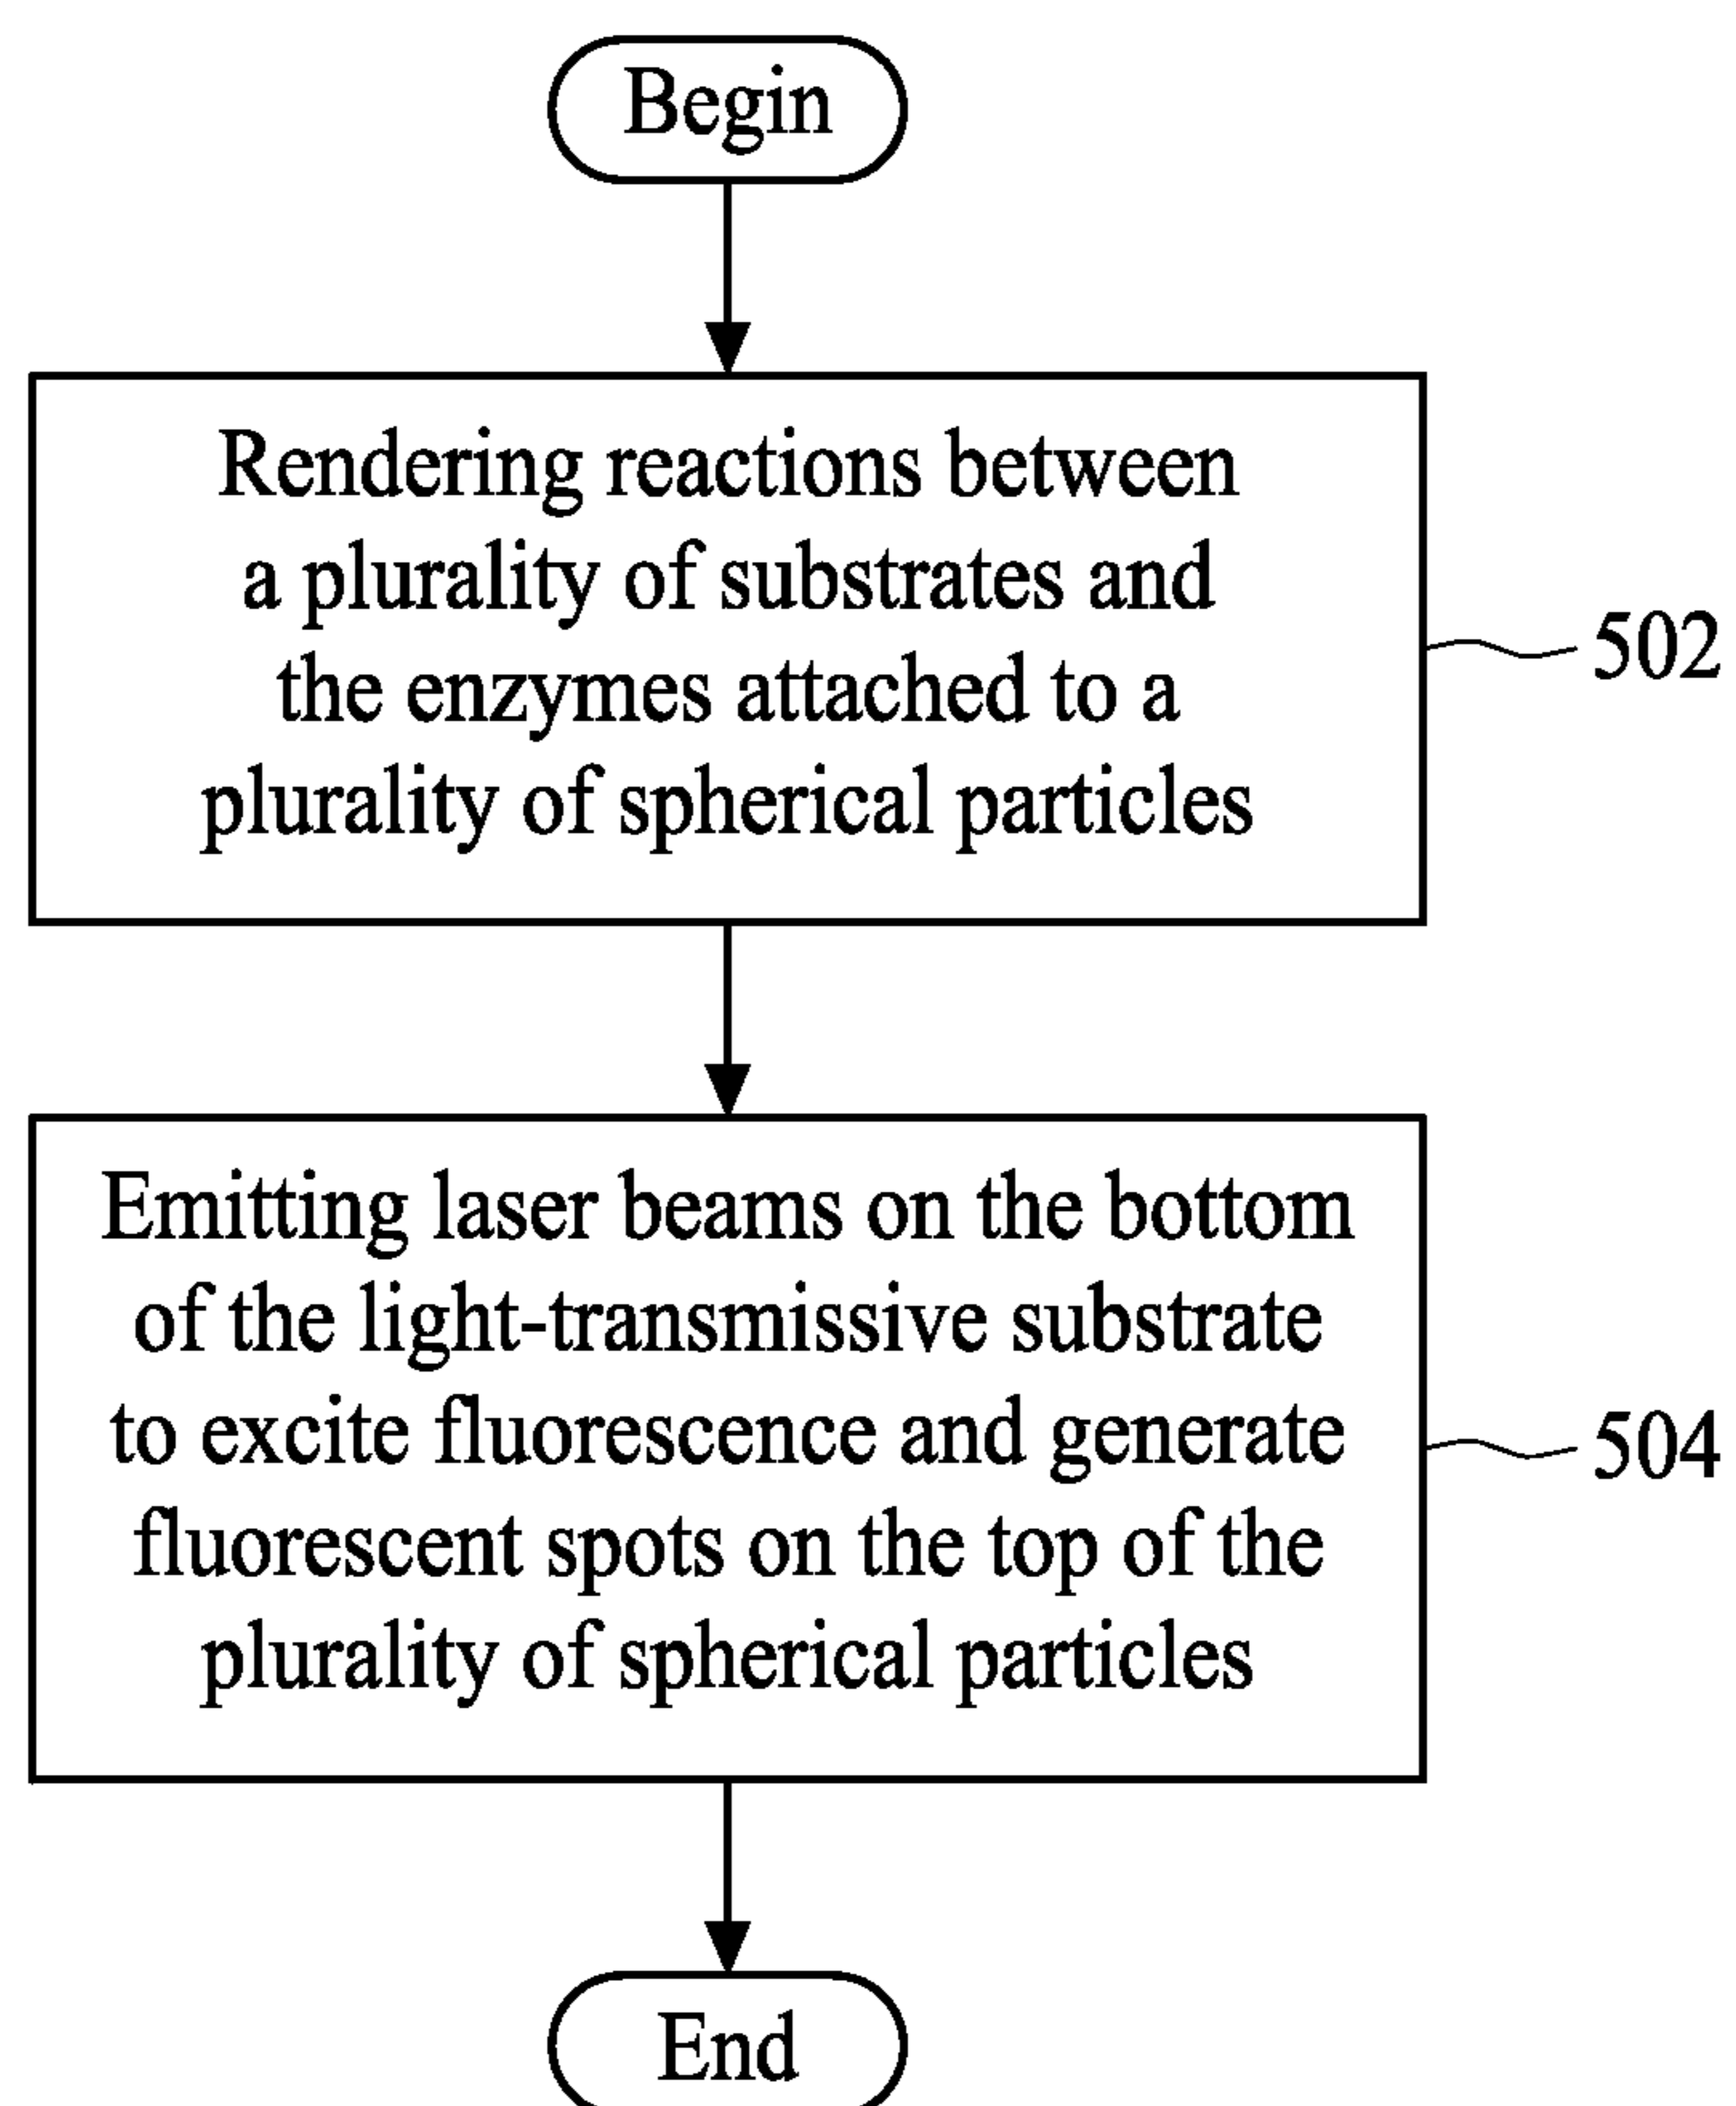 Begin
Rendering reactions between
a plurality of substrates and
the enzymes attached to a
plurality of spherical particles
502
Emitting laser beams on the bottom
of the light-transmissive substrate
to excite fluorescence and generate
fluorescent spots on the top of the
plurality of spherical particles
504
End